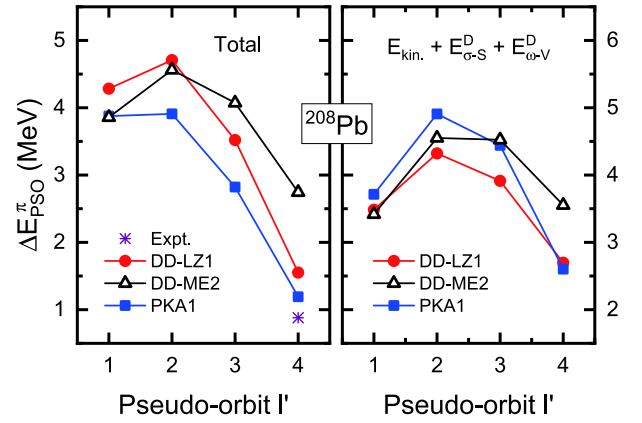 Total
E_kin. + E^D_σ-S + E^D_ω-V
²⁰⁸Pb
ΔE^π_PSO (MeV)
5
4
3
2
1
6
5
4
3
2
Expt.
DD-LZ1
DD-ME2
PKA1
DD-LZ1
DD-ME2
PKA1
1 2 3 4
1 2 3 4
Pseudo-orbit l'
Pseudo-orbit l'